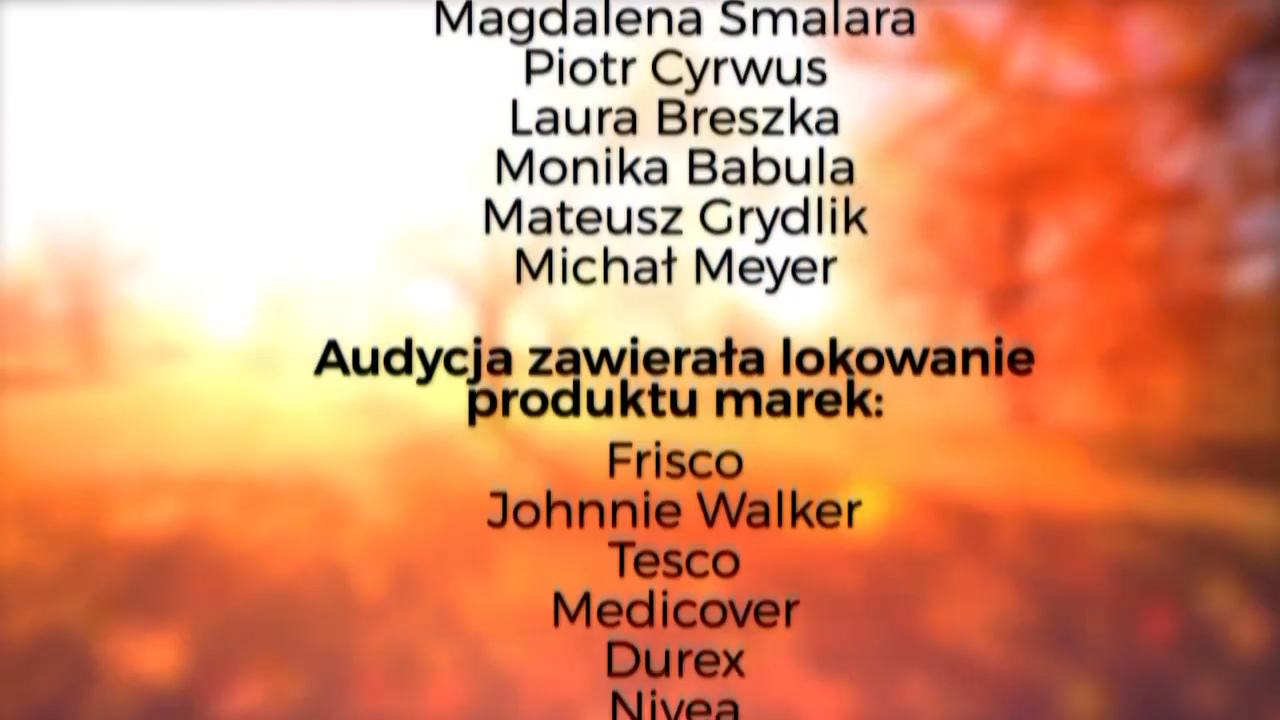 Magdalena Smalara
Piotr Cyrwus
Laura Breszka
Monika Babula
Mateusz Grydlik
Michał Meyer
Audycja zawierała lokowanie
produktu marek:
Frisco
Johnnie Walker
Tesco
Medicover
Durex
Nivea